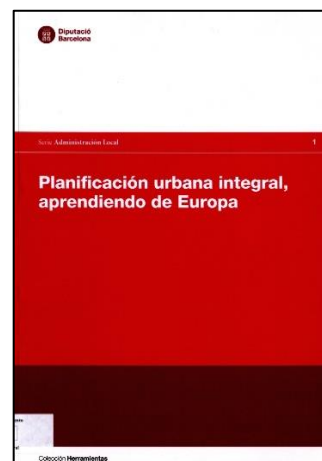 Diputació
Barcelona
Serie Administración Local 1
Planificación urbana integral,
aprendiendo de Europa
Colección Herramientas